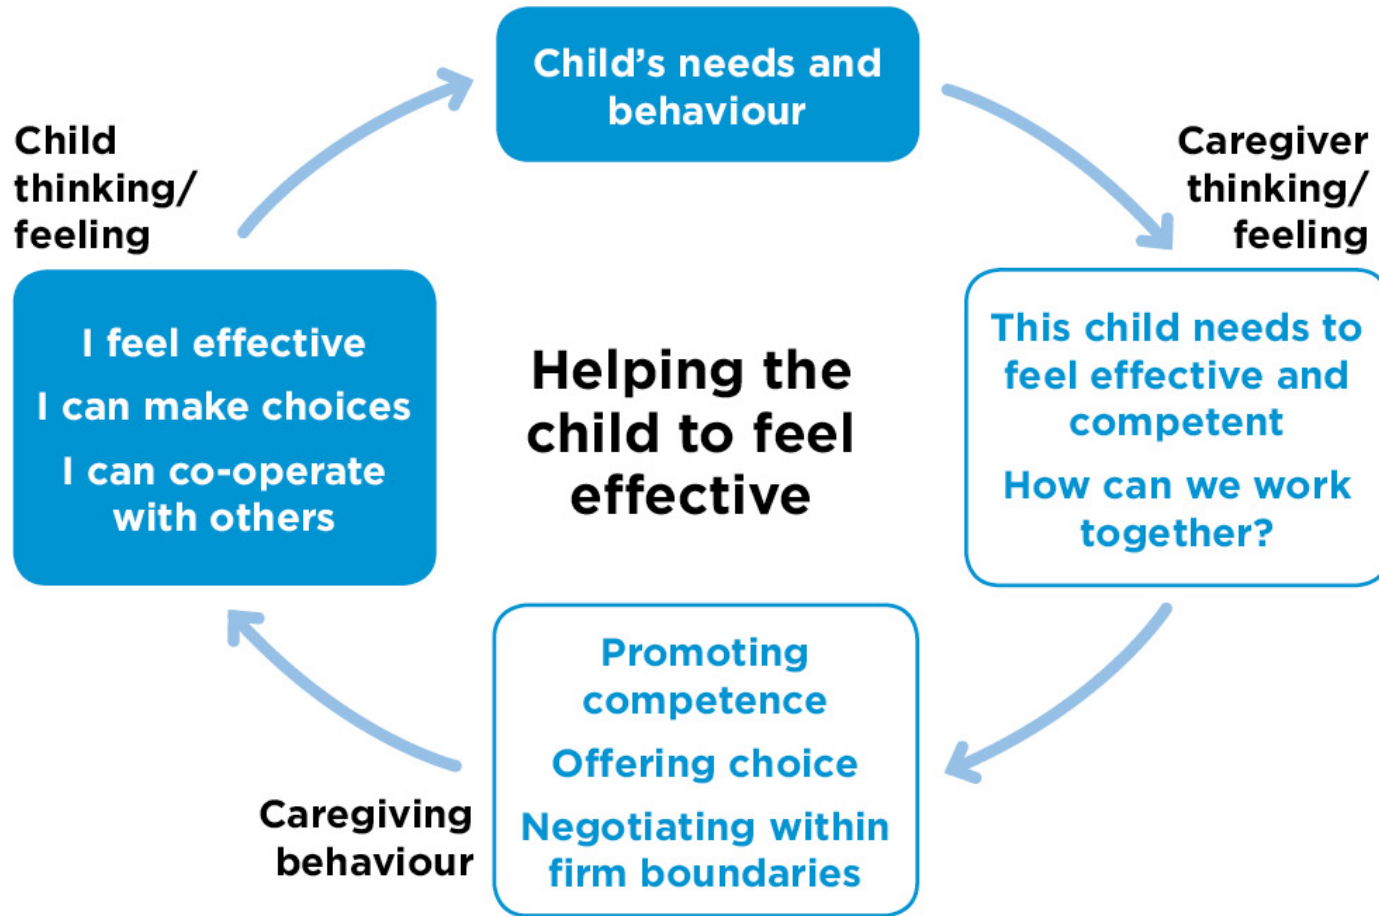 Child's needs and
behaviour
Caregiver
thinking/
feeling
This child needs to
feel effective and
competent
How can we work
together?
Promoting
competence
Offering choice
Negotiating within
firm boundaries
Caregiving
behaviour
Child
thinking/
feeling
I feel effective
I can make choices
I can co-operate
with others
Helping the
child to feel
effective